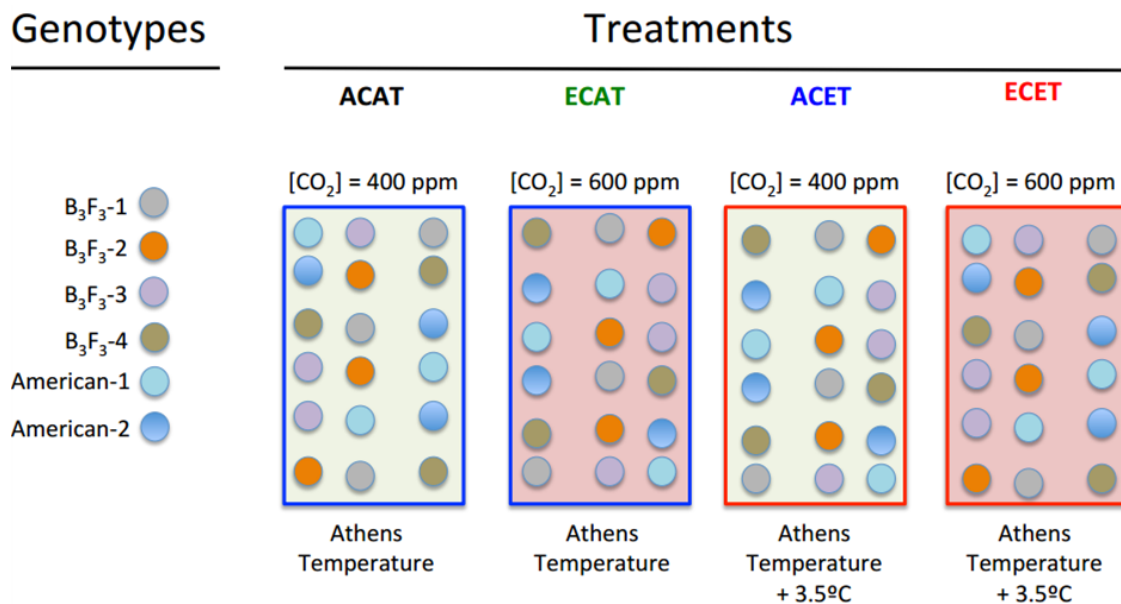 Genotypes
Treatments
ACAT
ECAT
ACET
ECET
[CO₂] = 400 ppm
[CO₂] = 600 ppm
[CO₂] = 400 ppm
[CO₂] = 600 ppm
B₃F₃-1
B₃F₃-2
B₃F₃-3
B₃F₃-4
American-1
American-2
Athens
Temperature
Athens
Temperature
Athens
Temperature
+ 3.5ºC
Athens
Temperature
+ 3.5ºC